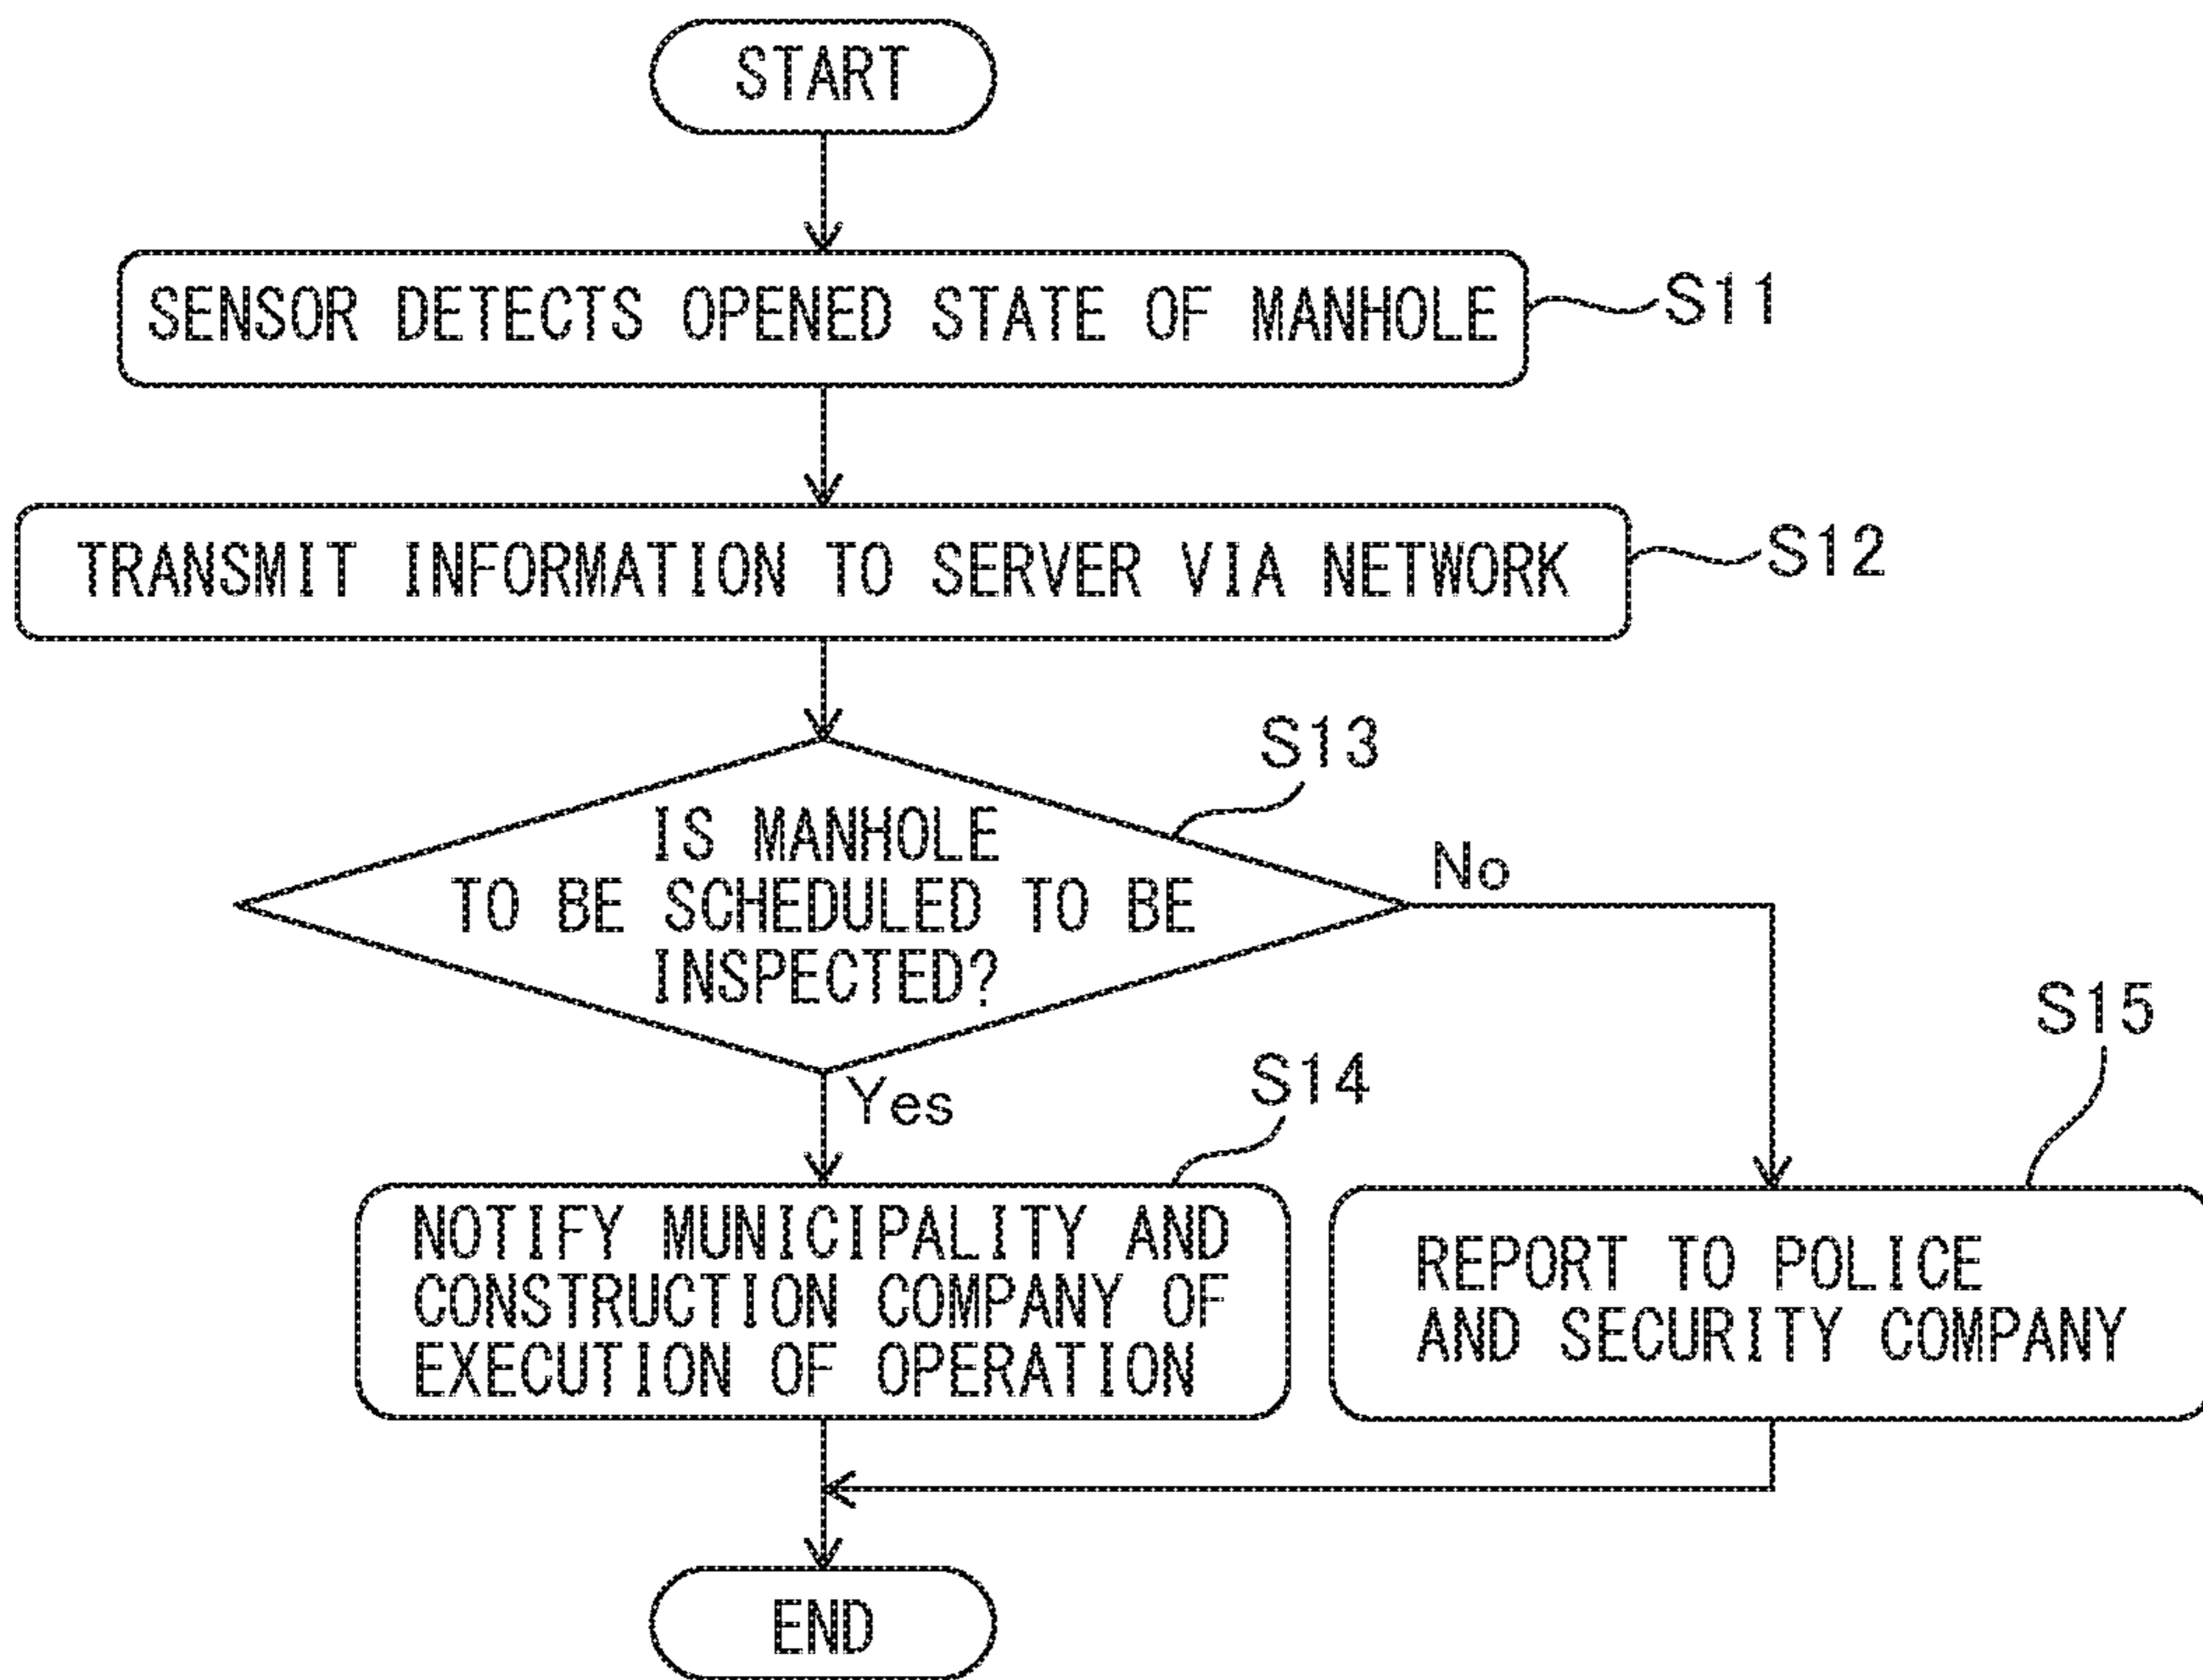 START
SENSOR DETECTS OPENED STATE OF MANHOLE
S11
TRANSMIT INFORMATION TO SERVER VIA NETWORK
S12
S13
IS MANHOLE
TO BE SCHEDULED TO BE
INSPECTED?
No
Yes
S14
S15
NOTIFY MUNICIPALITY AND
CONSTRUCTION COMPANY OF
EXECUTION OF OPERATION
REPORT TO POLICE
AND SECURITY COMPANY
END